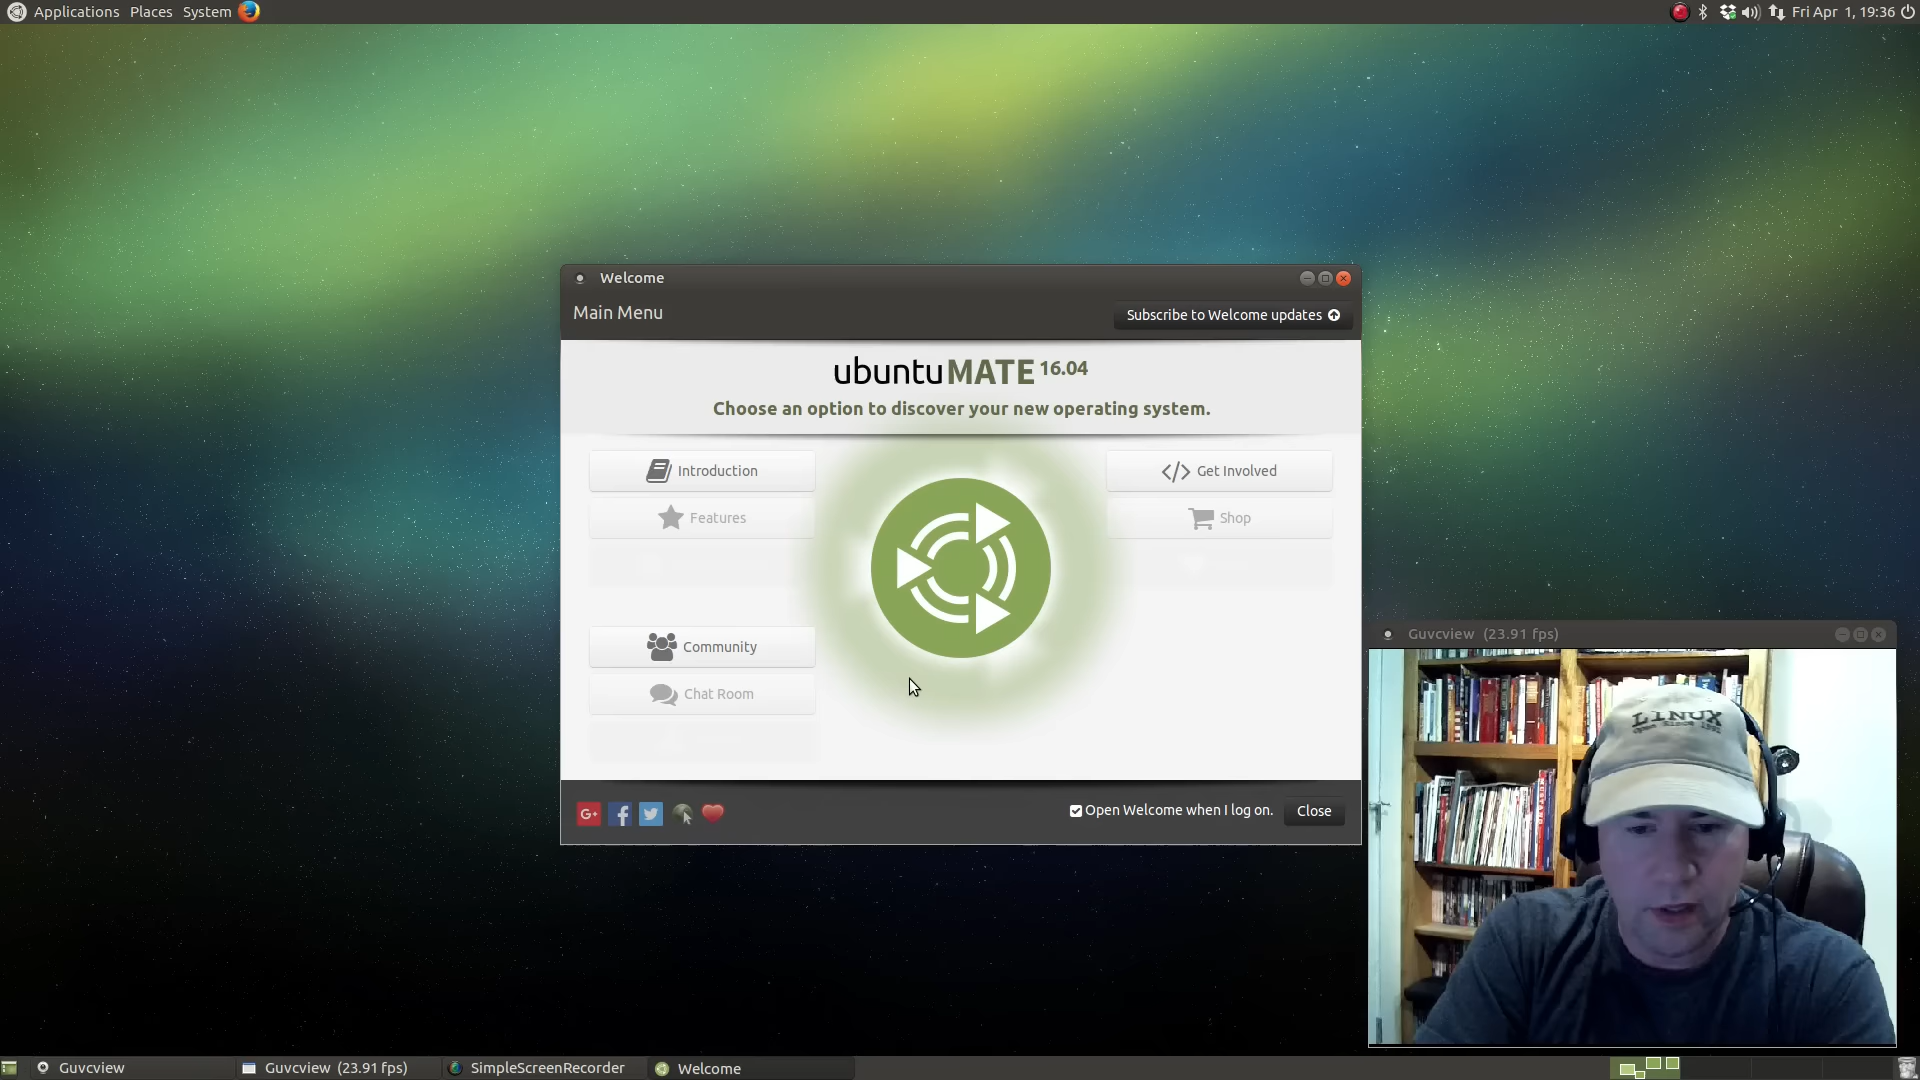 Applications Places System
Fri Apr 1, 19:36
Welcome
Main Menu
Subscribe to Welcome updates
ubuntu MATE 16.04
Choose an option to discover your new operating system.
Introduction
Get Involved
Features
Shop
Community
Chat Room
G+
Open Welcome when I log on.
Close
Guvcview (23.91 fps)
LINUX
Guvcview
Guvcview (23.91 fps)
SimpleScreenRecorder
Welcome